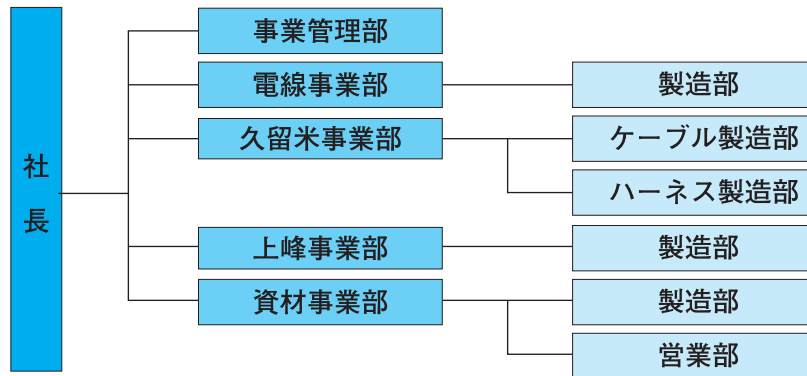 社長
事業管理部
電線事業部
製造部
久留米事業部
ケーブル製造部
ハーネス製造部
上峰事業部
製造部
資材事業部
製造部
営業部